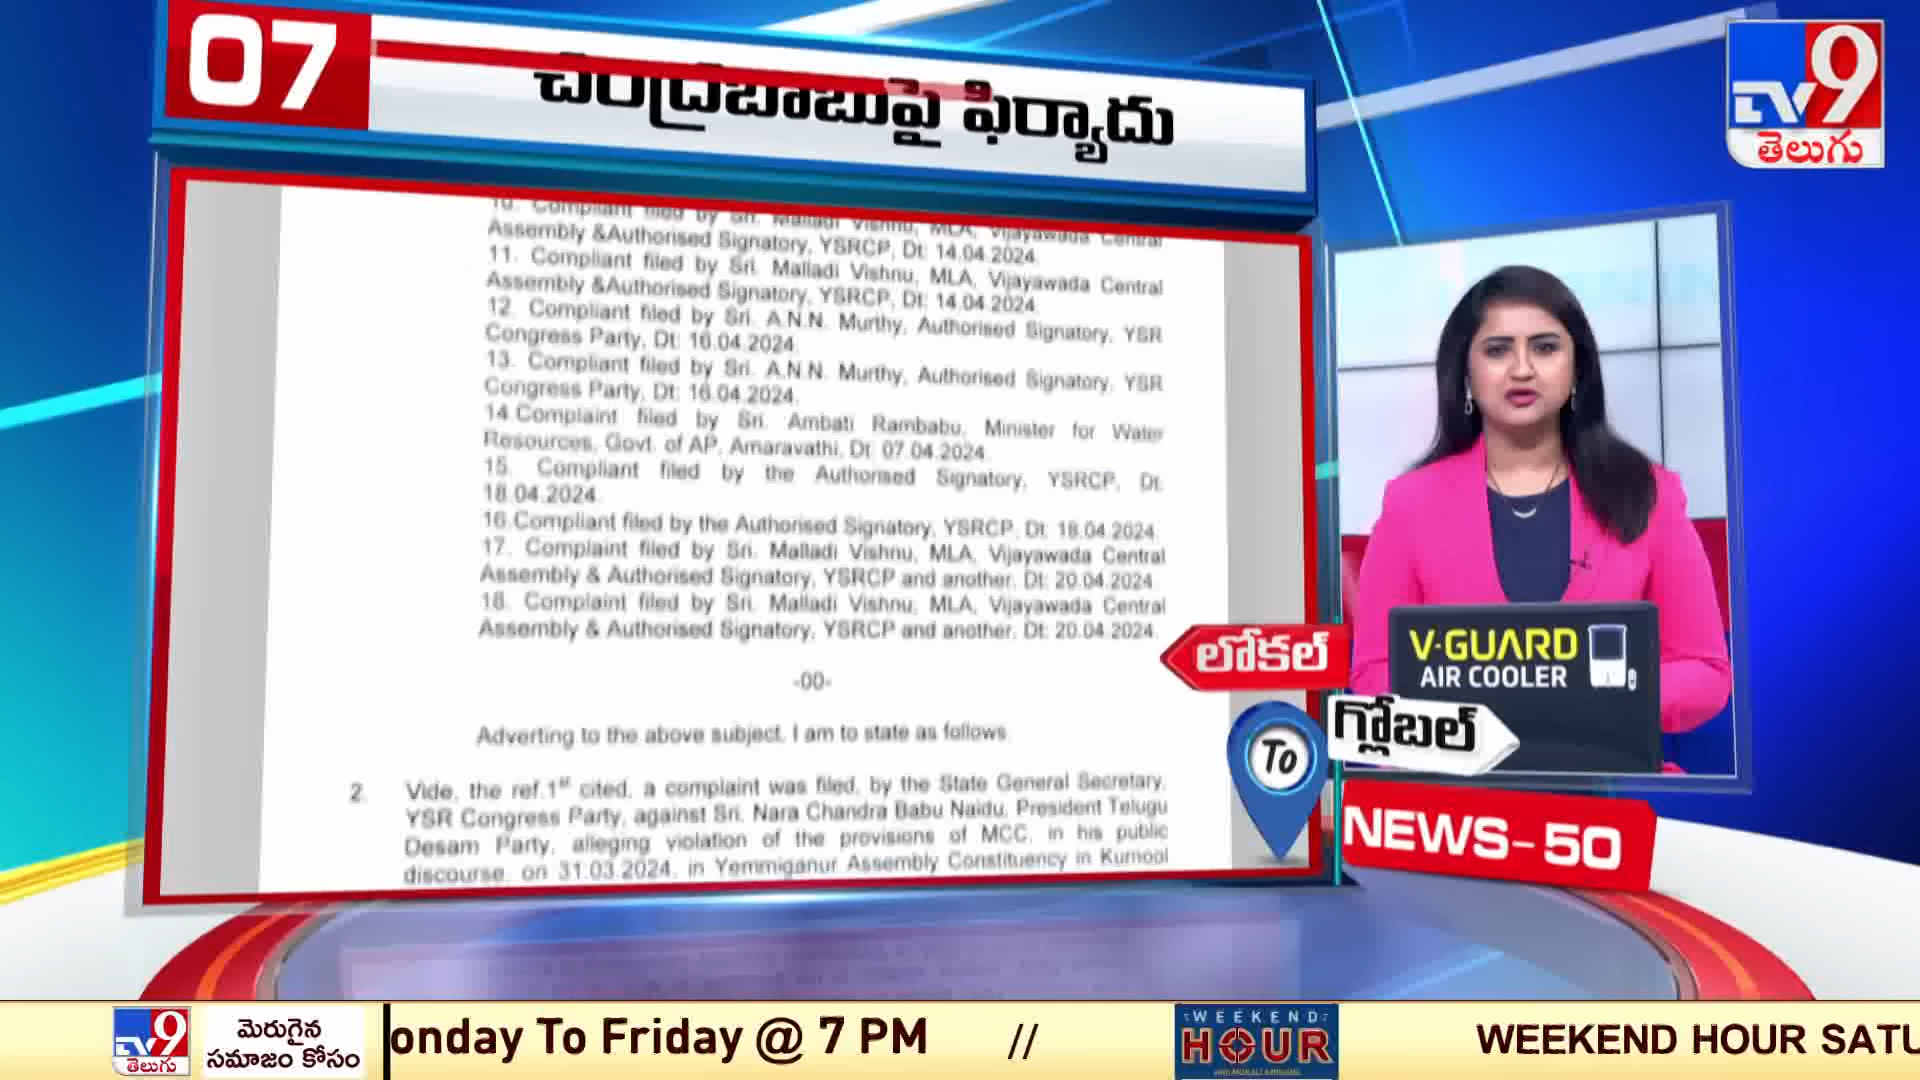 07
చంద్రబాబుపై ఫిర్యాదు
TV9
తెలుగు
10. Compliant filed by Sri. Malladi Vishnu, MLA, Vijayawada Central
Assembly &Authorised Signatory, YSRCP, Dt: 14.04.2024.
11. Compliant filed by Sri. Malladi Vishnu, MLA, Vijayawada Central
Assembly &Authorised Signatory, YSRCP, Dt: 14.04.2024.
12. Compliant filed by Sri. A.N.N. Murthy, Authorised Signatory, YSR
Congress Party, Dt: 16.04.2024.
13. Compliant filed by Sri. A.N.N. Murthy, Authorised Signatory, YSR
Congress Party, Dt: 16.04.2024.
14.Complaint filed by Sri. Ambati Rambabu, Minister for Water
Resources, Govt. of AP, Amaravathi, Dt: 07.04.2024.
15. Compliant filed by the Authorised Signatory, YSRCP, Dt:
18.04.2024.
16.Compliant filed by the Authorised Signatory, YSRCP, Dt: 18.04.2024.
17. Complaint filed by Sri. Malladi Vishnu, MLA, Vijayawada Central
Assembly & Authorised Signatory, YSRCP and another, Dt: 20.04.2024.
18. Complaint filed by Sri. Malladi Vishnu, MLA, Vijayawada Central
Assembly & Authorised Signatory, YSRCP and another, Dt: 20.04.2024.
-00-
Adverting to the above subject, I am to state as follows.
2. Vide, the ref.1st cited, a complaint was filed, by the State General Secretary,
YSR Congress Party, against Sri. Nara Chandra Babu Naidu, President Telugu
Desam Party, alleging violation of the provisions of MCC, in his public
discourse, on 31.03.2024, in Yemmiganur Assembly Constituency in Kurnool
V-GUARD
AIR COOLER
లోకల్
To
గ్లోబల్
NEWS-50
TV9
తెలుగు
మెరుగైన
సమాజం కోసం
onday To Friday @ 7 PM // WEEKEND HOUR WEEKEND HOUR SATU